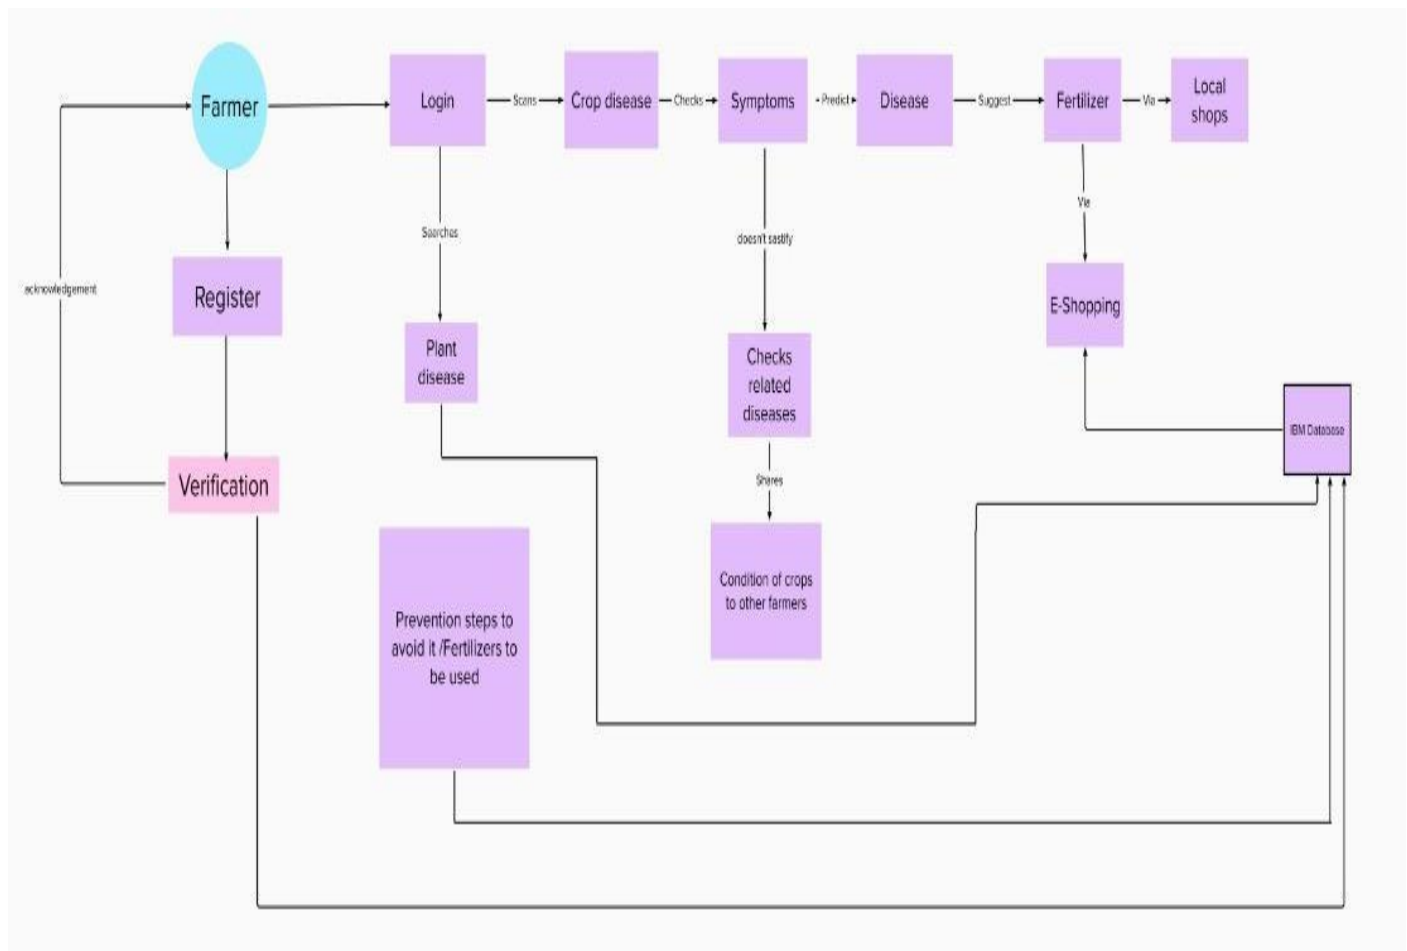 Farmer
Login
Scans
Crop disease
Checks
Symptoms
Predict
Disease
Suggest
Fertilizer
Via
Local
shops
Searches
doesn't sastify
Via
acknowledgement
Register
E-Shopping
Plant
disease
Checks
related
diseases
IBM Database
Verification
Shares
Condition of crops
to other farmers
Prevention steps to
avoid it /Fertilizers to
be used